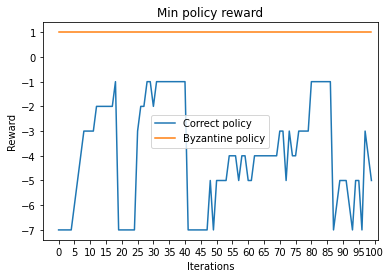 Min policy reward
Reward
1
0
−1
−2
−3
−4
−5
−6
−7
Correct policy
Byzantine policy
0 5 10 15 20 25 30 35 40 45 50 55 60 65 70 75 80 85 90 95 100
Iterations